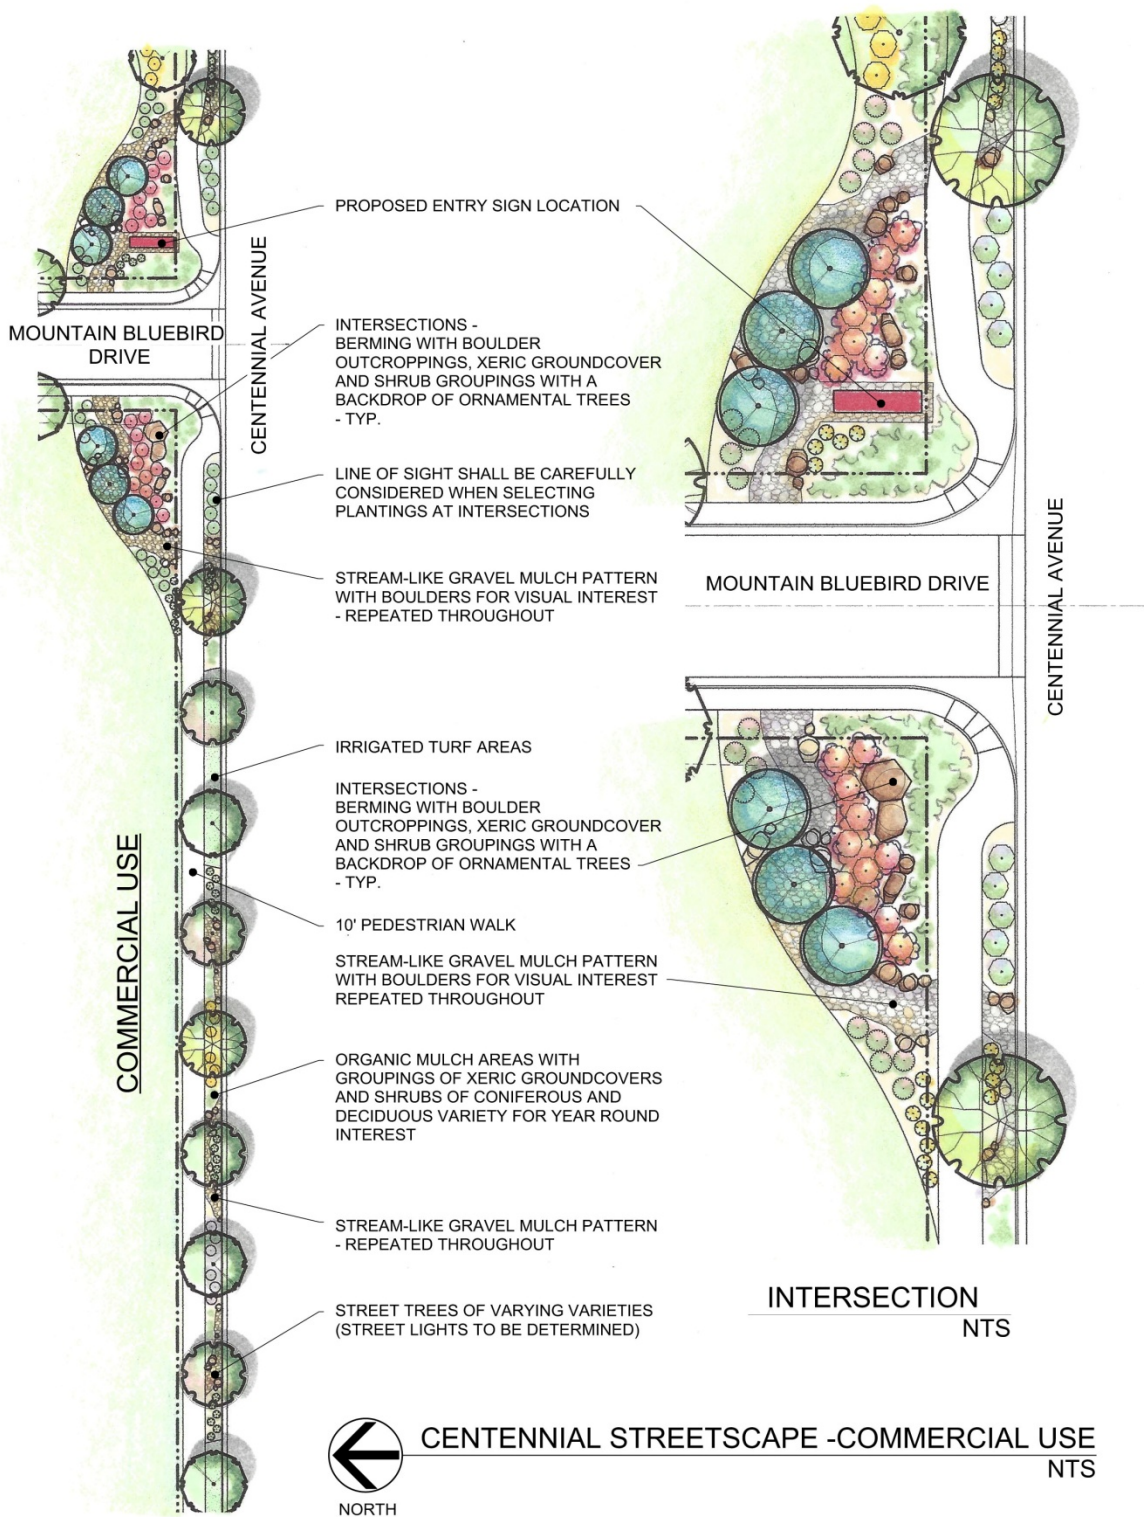 PROPOSED ENTRY SIGN LOCATION
CENTENNIAL AVENUE
MOUNTAIN BLUEBIRD
DRIVE
INTERSECTIONS -
BERMING WITH BOULDER
OUTCROPPINGS, XERIC GROUNDCOVER
AND SHRUB GROUPINGS WITH A
BACKDROP OF ORNAMENTAL TREES
- TYP.
LINE OF SIGHT SHALL BE CAREFULLY
CONSIDERED WHEN SELECTING
PLANTINGS AT INTERSECTIONS
STREAM-LIKE GRAVEL MULCH PATTERN
WITH BOULDERS FOR VISUAL INTEREST
- REPEATED THROUGHOUT
MOUNTAIN BLUEBIRD DRIVE
CENTENNIAL AVENUE
IRRIGATED TURF AREAS
INTERSECTIONS -
BERMING WITH BOULDER
OUTCROPPINGS, XERIC GROUNDCOVER
AND SHRUB GROUPINGS WITH A
BACKDROP OF ORNAMENTAL TREES
- TYP.
COMMERCIAL USE
10' PEDESTRIAN WALK
STREAM-LIKE GRAVEL MULCH PATTERN
WITH BOULDERS FOR VISUAL INTEREST
REPEATED THROUGHOUT
ORGANIC MULCH AREAS WITH
GROUPINGS OF XERIC GROUNDCOVERS
AND SHRUBS OF CONIFEROUS AND
DECIDUOUS VARIETY FOR YEAR ROUND
INTEREST
STREAM-LIKE GRAVEL MULCH PATTERN
- REPEATED THROUGHOUT
STREET TREES OF VARYING VARIETIES
(STREET LIGHTS TO BE DETERMINED)
INTERSECTION
NTS
CENTENNIAL STREETSCAPE -COMMERCIAL USE
NTS
NORTH